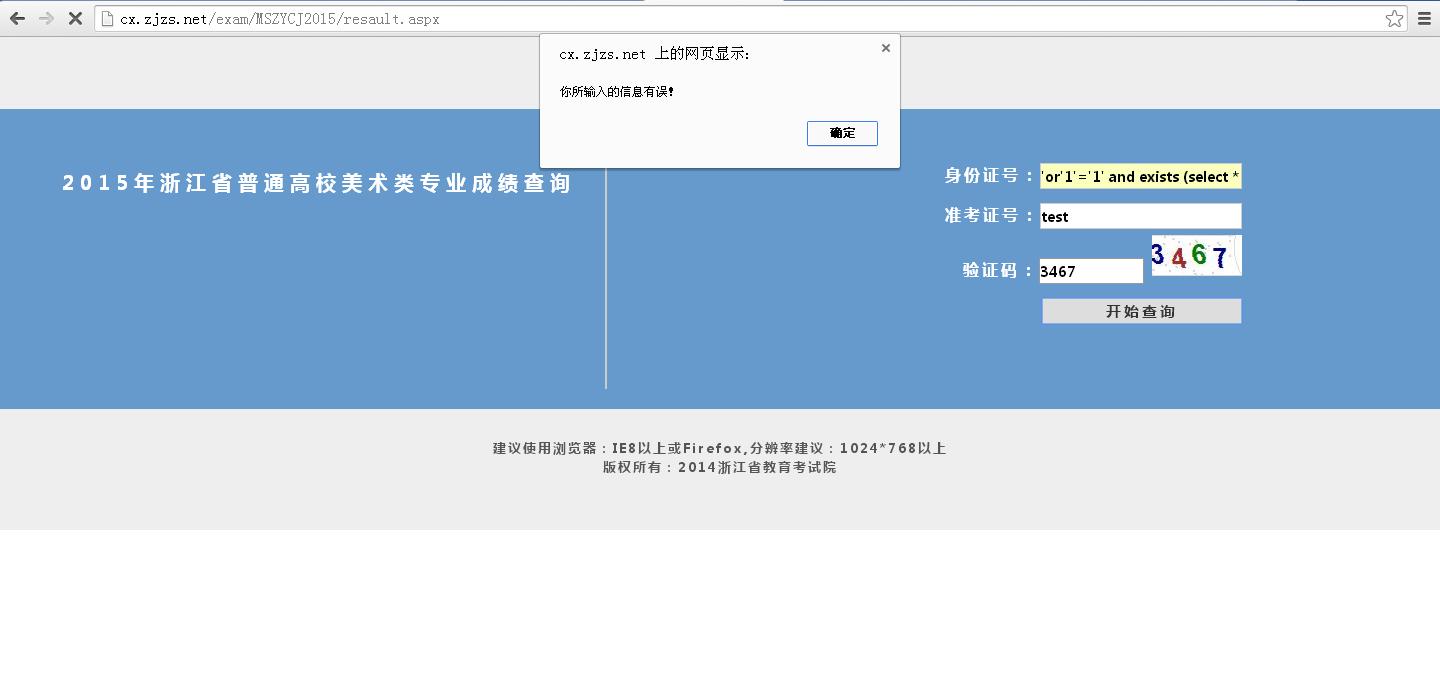 cx.zjzs.net/exam/MSZYCJ2015/resault.aspx
cx.zjzs.net 上的网页显示:
你所输入的信息有误!
确定
2015年浙江省普通高校美术类专业成绩查询
身份证号： 'or'1'='1' and exists (select *
准考证号： test
3467
验证码： 3467
开始查询
建议使用浏览器：IE8以上或Firefox,分辨率建议：1024*768以上
版权所有：2014浙江省教育考试院